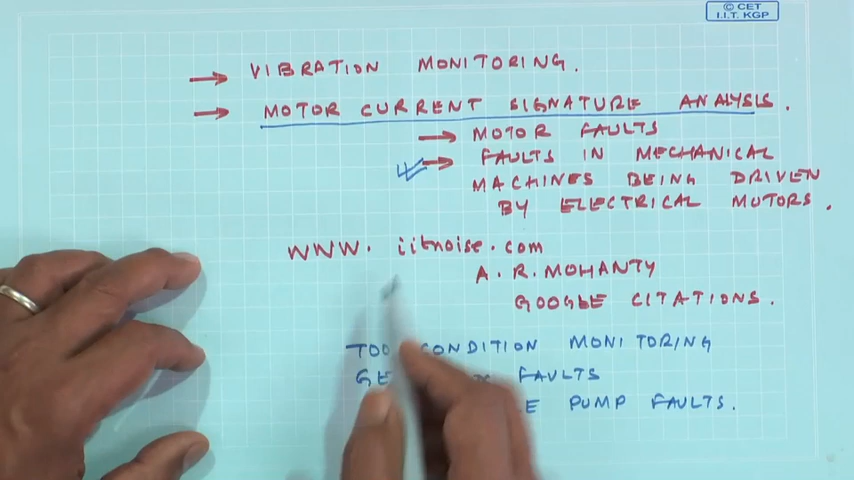 © CET
I.I.T. KGP
→ VIBRATION MONITORING.
→ MOTOR CURRENT SIGNATURE ANALYSIS.
→ MOTOR FAULTS
→ FAULTS IN MECHANICAL
MACHINES BEING DRIVEN
BY ELECTRICAL MOTORS.
WWW. iitnoise.com
A. R. MOHANTY
GOOGLE CITATIONS.
CONDITION MONITORING
FAULTS
PUMP FAULTS.